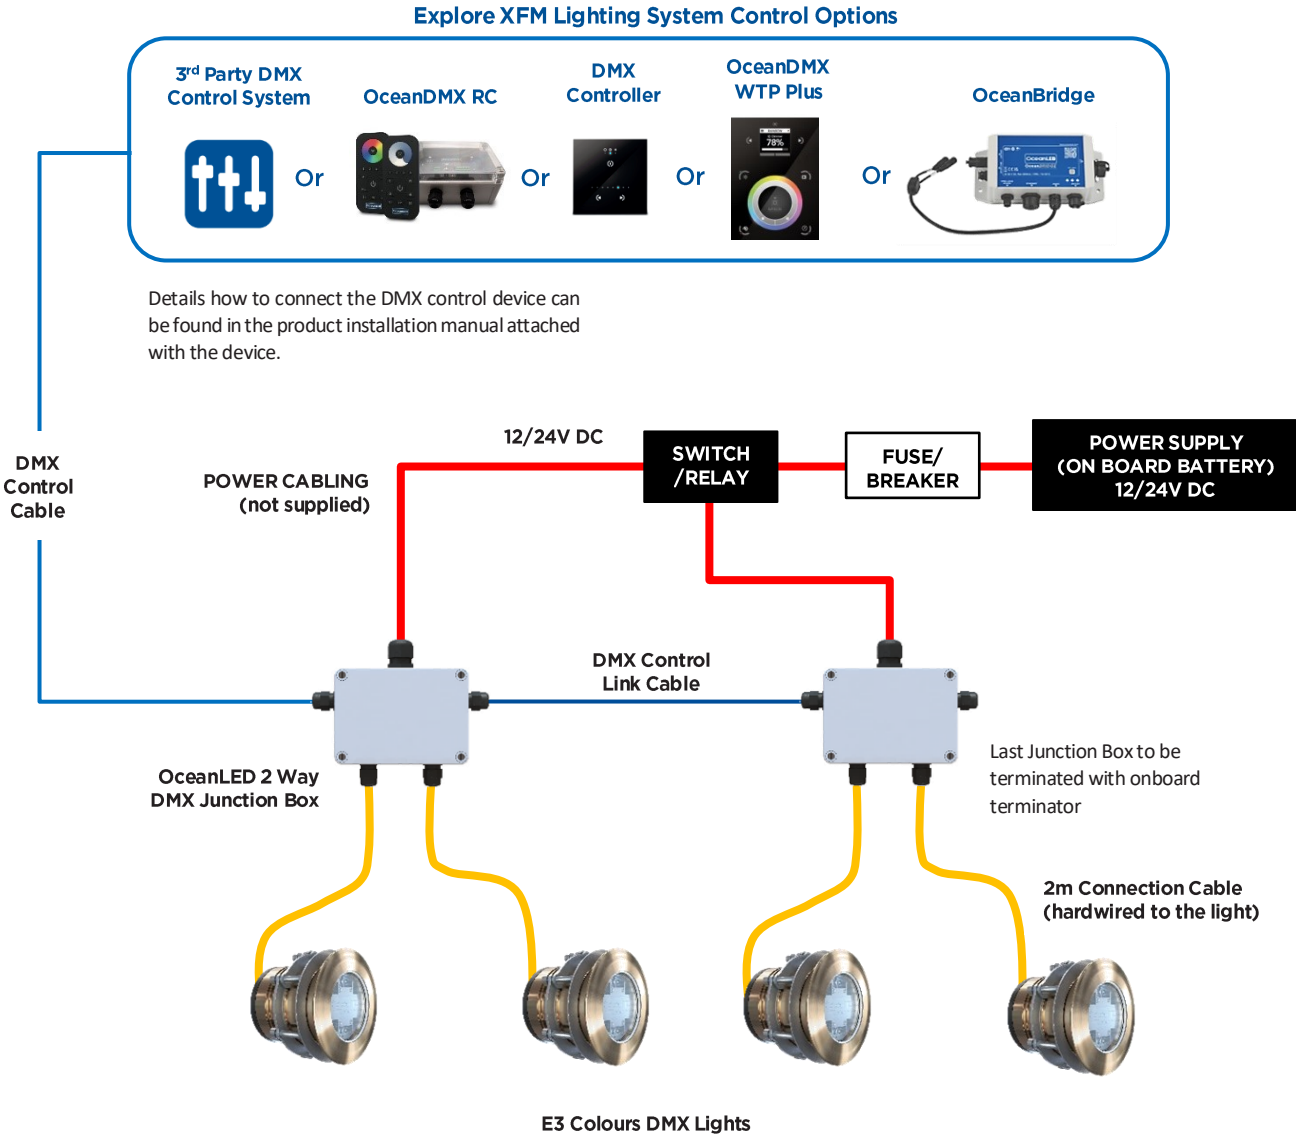 Explore XFM Lighting System Control Options
3rd Party DMX
Control System
OceanDMX RC
DMX
Controller
OceanDMX
WTP Plus
OceanBridge
Or
Or
Or
Or
78%
OceanLED
Details how to connect the DMX control device can
be found in the product installation manual attached
with the device.
DMX
Control
Cable
12/24V DC
POWER CABLING
(not supplied)
SWITCH
/RELAY
FUSE/
BREAKER
POWER SUPPLY
(ON BOARD BATTERY)
12/24V DC
DMX Control
Link Cable
OceanLED 2 Way
DMX Junction Box
Last Junction Box to be
terminated with onboard
terminator
2m Connection Cable
(hardwired to the light)
E3 Colours DMX Lights